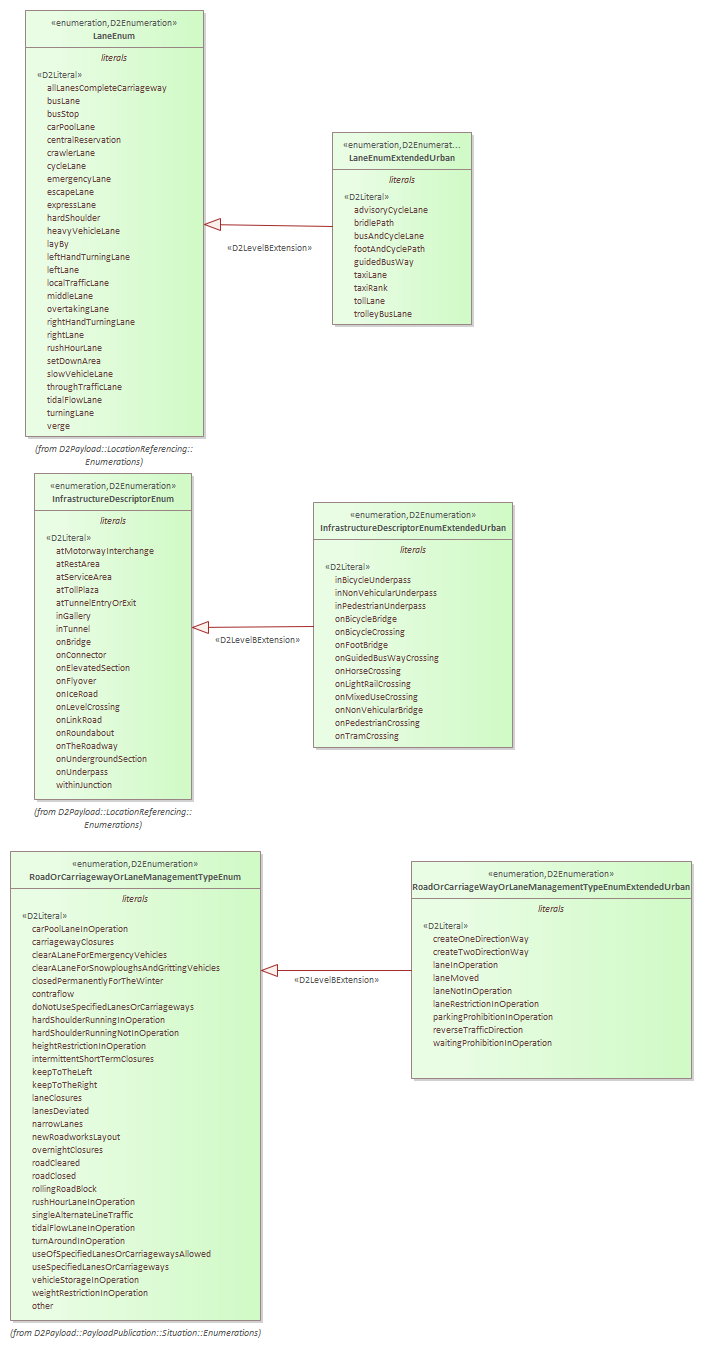 «enumeration,D2Enumeration»
LaneEnum
literals
«D2Literal»
allLanesCompleteCarriageway
busLane
busStop
carPoolLane
centralReservation
crawlerLane
cycleLane
emergencyLane
escapeLane
expressLane
hardShoulder
heavyVehicleLane
layBy
leftHandTurningLane
leftLane
localTrafficLane
middleLane
overtakingLane
rightHandTurningLane
rightLane
rushHourLane
setDownArea
slowVehicleLane
throughTrafficLane
tidalFlowLane
turningLane
verge
(from D2Payload::LocationReferencing::
Enumerations)
«D2LevelBExtension»
«enumeration,D2Enumerat...
LaneEnumExtendedUrban
literals
«D2Literal»
advisoryCycleLane
bridlePath
busAndCycleLane
footAndCyclePath
guidedBusWay
taxiLane
taxiRank
tollLane
trolleyBusLane
«enumeration,D2Enumeration»
InfrastructureDescriptorEnum
literals
«D2Literal»
atMotorwayInterchange
atRestArea
atServiceArea
atTollPlaza
atTunnelEntryOrExit
inGallery
inTunnel
onBridge
onConnector
onElevatedSection
onFlyover
onIceRoad
onLevelCrossing
onLinkRoad
onRoundabout
onTheRoadway
onUndergroundSection
onUnderpass
withinJunction
(from D2Payload::LocationReferencing::
Enumerations)
«D2LevelBExtension»
«enumeration,D2Enumeration»
InfrastructureDescriptorEnumExtendedUrban
literals
«D2Literal»
inBicycleUnderpass
inNonVehicularUnderpass
inPedestrianUnderpass
onBicycleBridge
onBicycleCrossing
onFootBridge
onGuidedBusWayCrossing
onHorseCrossing
onLightRailCrossing
onMixedUseCrossing
onNonVehicularBridge
onPedestrianCrossing
onTramCrossing
«enumeration,D2Enumeration»
RoadOrCarriagewayOrLaneManagementTypeEnum
literals
«D2Literal»
carPoolLaneInOperation
carriagewayClosures
clearALaneForEmergencyVehicles
clearALaneForSnowploughsAndGrittingVehicles
closedPermanentlyForTheWinter
contraflow
doNotUseSpecifiedLanesOrCarriageways
hardShoulderRunningInOperation
hardShoulderRunningNotInOperation
heightRestrictionInOperation
intermittentShortTermClosures
keepToTheLeft
keepToTheRight
laneClosures
lanesDeviated
narrowLanes
newRoadworksLayout
overnightClosures
roadCleared
roadClosed
rollingRoadBlock
rushHourLaneInOperation
singleAlternateLineTraffic
tidalFlowLaneInOperation
turnAroundInOperation
useOfSpecifiedLanesOrCarriagewaysAllowed
useSpecifiedLanesOrCarriageways
vehicleStorageInOperation
weightRestrictionInOperation
other
(from D2Payload::PayloadPublication::Situation::Enumerations)
«D2LevelBExtension»
«enumeration,D2Enumeration»
RoadOrCarriageWayOrLaneManagementTypeEnumExtendedUrban
literals
«D2Literal»
createOneDirectionWay
createTwoDirectionWay
laneInOperation
laneMoved
laneNotInOperation
laneRestrictionInOperation
parkingProhibitionInOperation
reverseTrafficDirection
waitingProhibitionInOperation